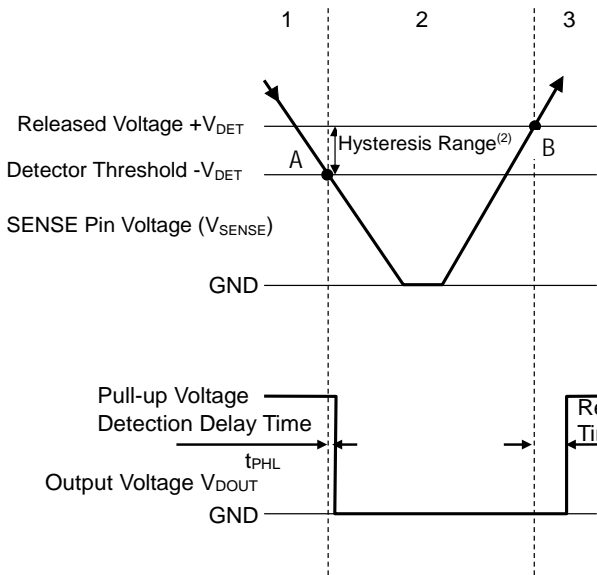 1 2 3
Released Voltage +VDET
Hysteresis Range(2)
A
B
Detector Threshold -VDET
SENSE Pin Voltage (VSENSE)
GND
Pull-up Voltage
Detection Delay Time
tPHL
Output Voltage VDOUT
GND